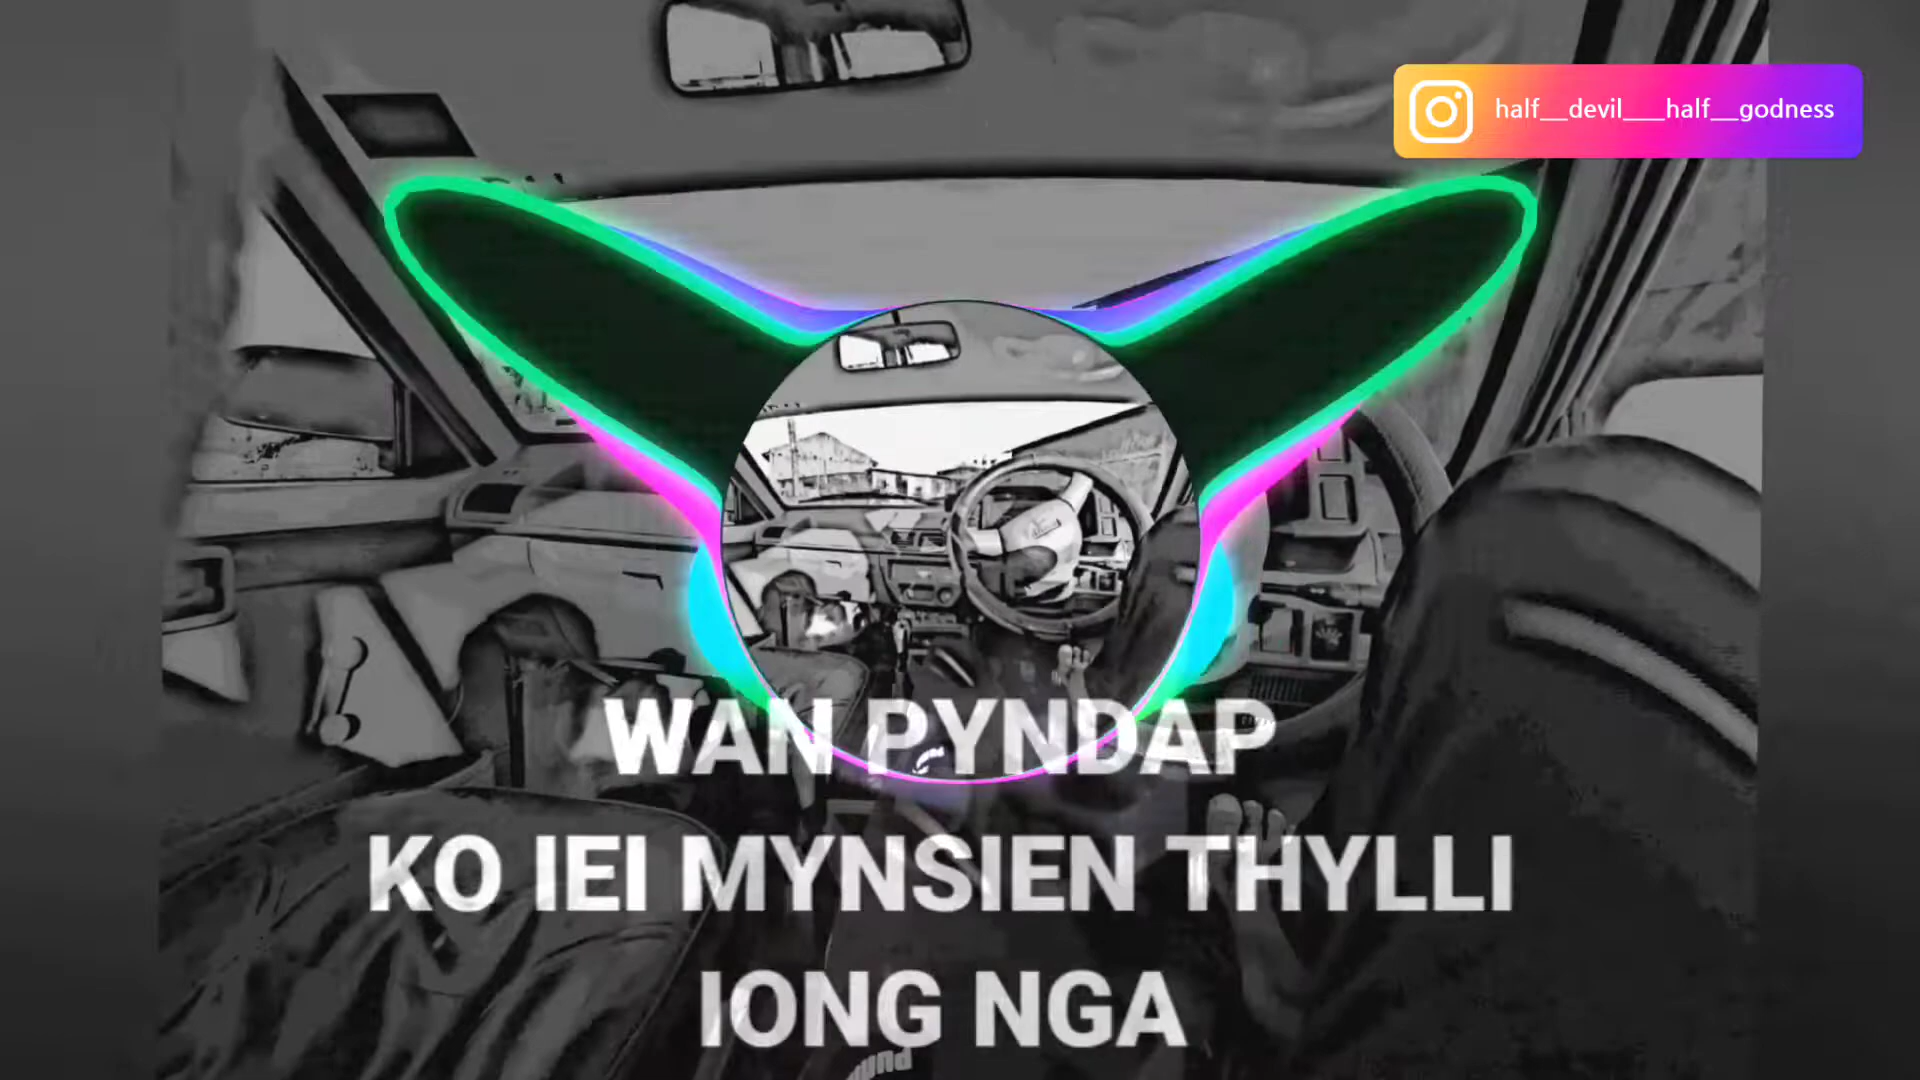 half__devil___half__godness
WAN PYNDAP
KO IEI MYNSIEN THYLLI
IONG NGA